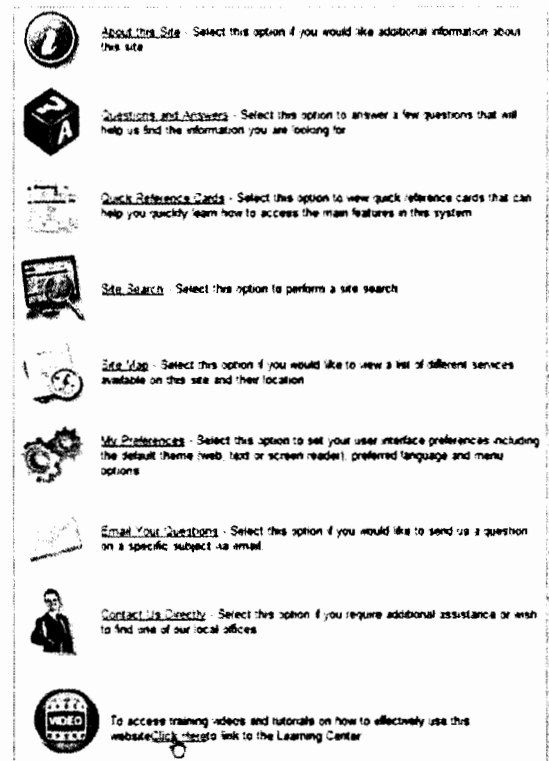 About this Site - Select this option if you would like additional information about
this site
Questions and Answers - Select this option to answer a few questions that will
help us find the information you are looking for
Quick Reference Cards - Select this option to view quick reference cards that can
help you quickly learn how to access the main features in this system
Site Search - Select this option to perform a site search
Site Map - Select this option if you would like to view a list of different services
available on this site and their location
My Preferences - Select this option to set your user interface preferences including
the default theme (web, text or screen reader), preferred language and menu
options
Email Your Questions - Select this option if you would like to send us a question
on a specific subject via email
Contact Us Directly - Select this option if you require additional assistance or wish
to find one of our local offices
VIDEO
To access training videos and tutorials on how to effectively use this
websiteClick Hereto link to the Learning Center